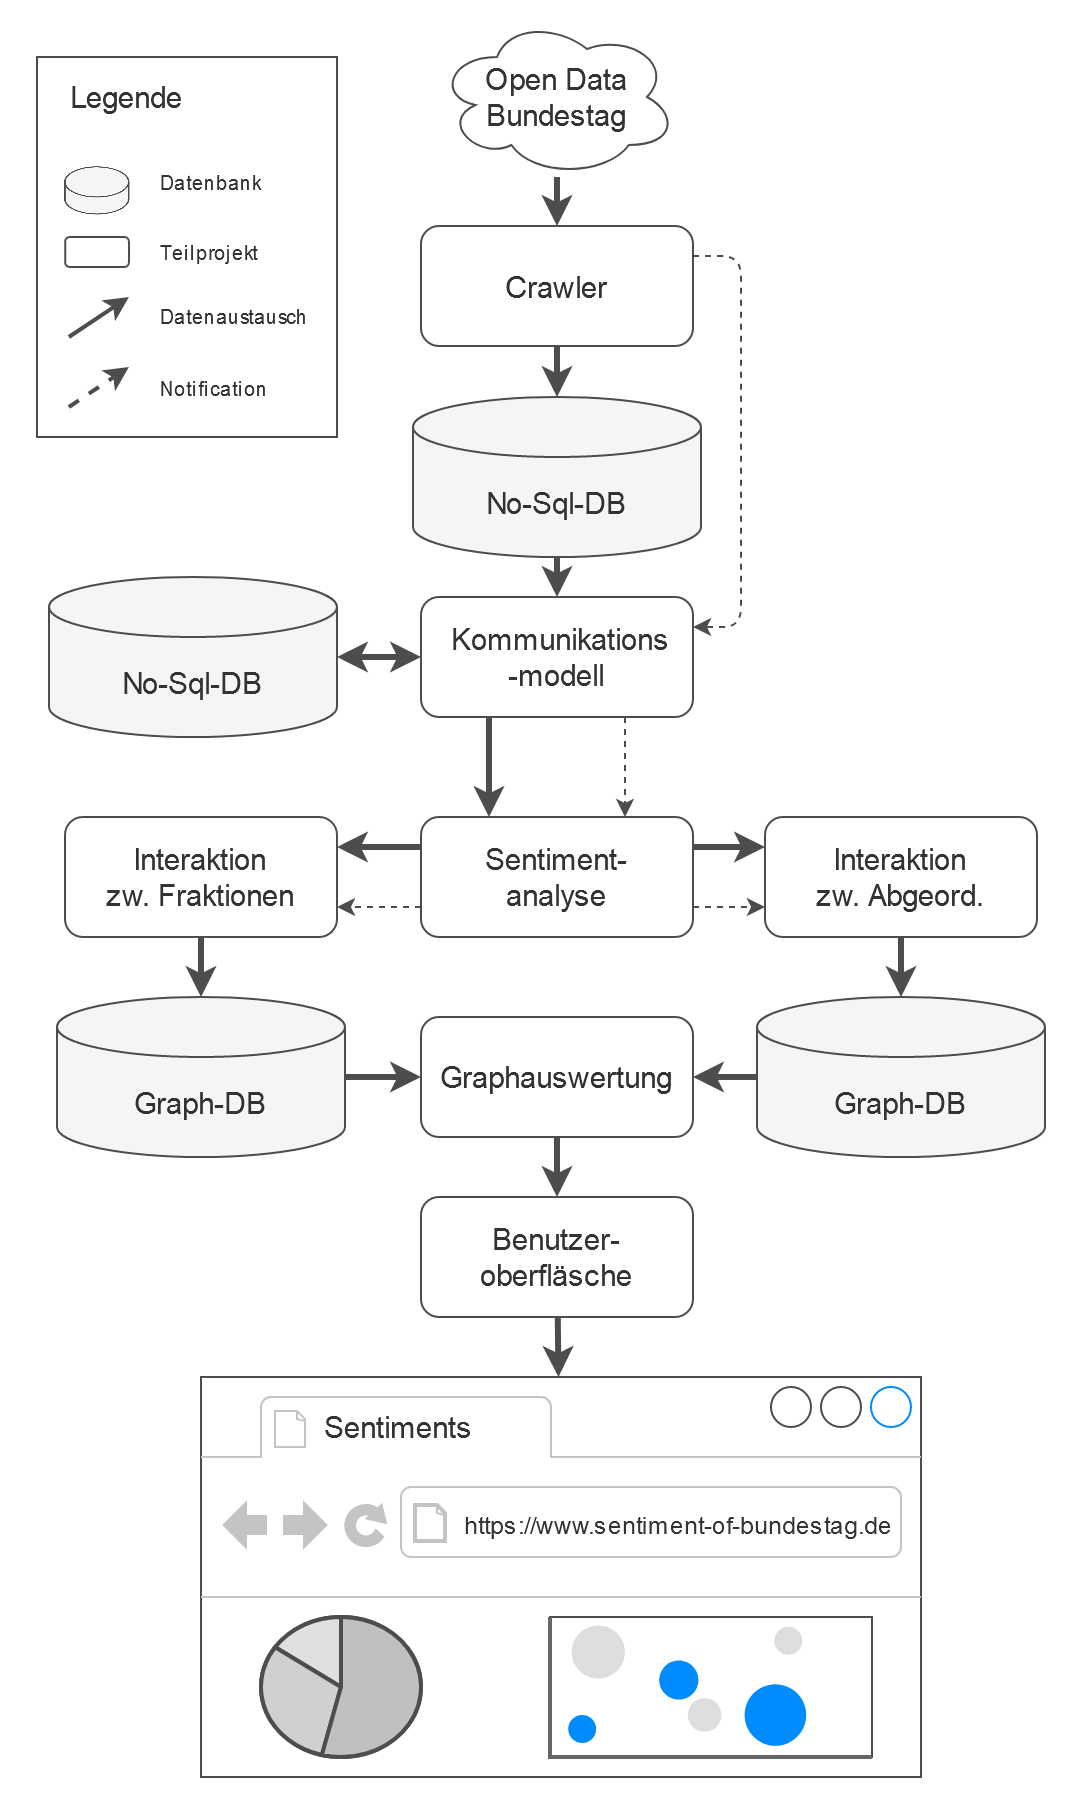 Legende
Datenbank
Teilprojekt
Datenaustausch
Notification
Open Data
Bundestag
Crawler
No-Sql-DB
No-Sql-DB
Kommunikations
-modell
Interaktion
zw. Fraktionen
Sentiment-
analyse
Interaktion
zw. Abgeord.
Graph-DB
Graphauswertung
Graph-DB
Benutzer-
oberfläsche
Sentiments
https://www.sentiment-of-bundestag.de